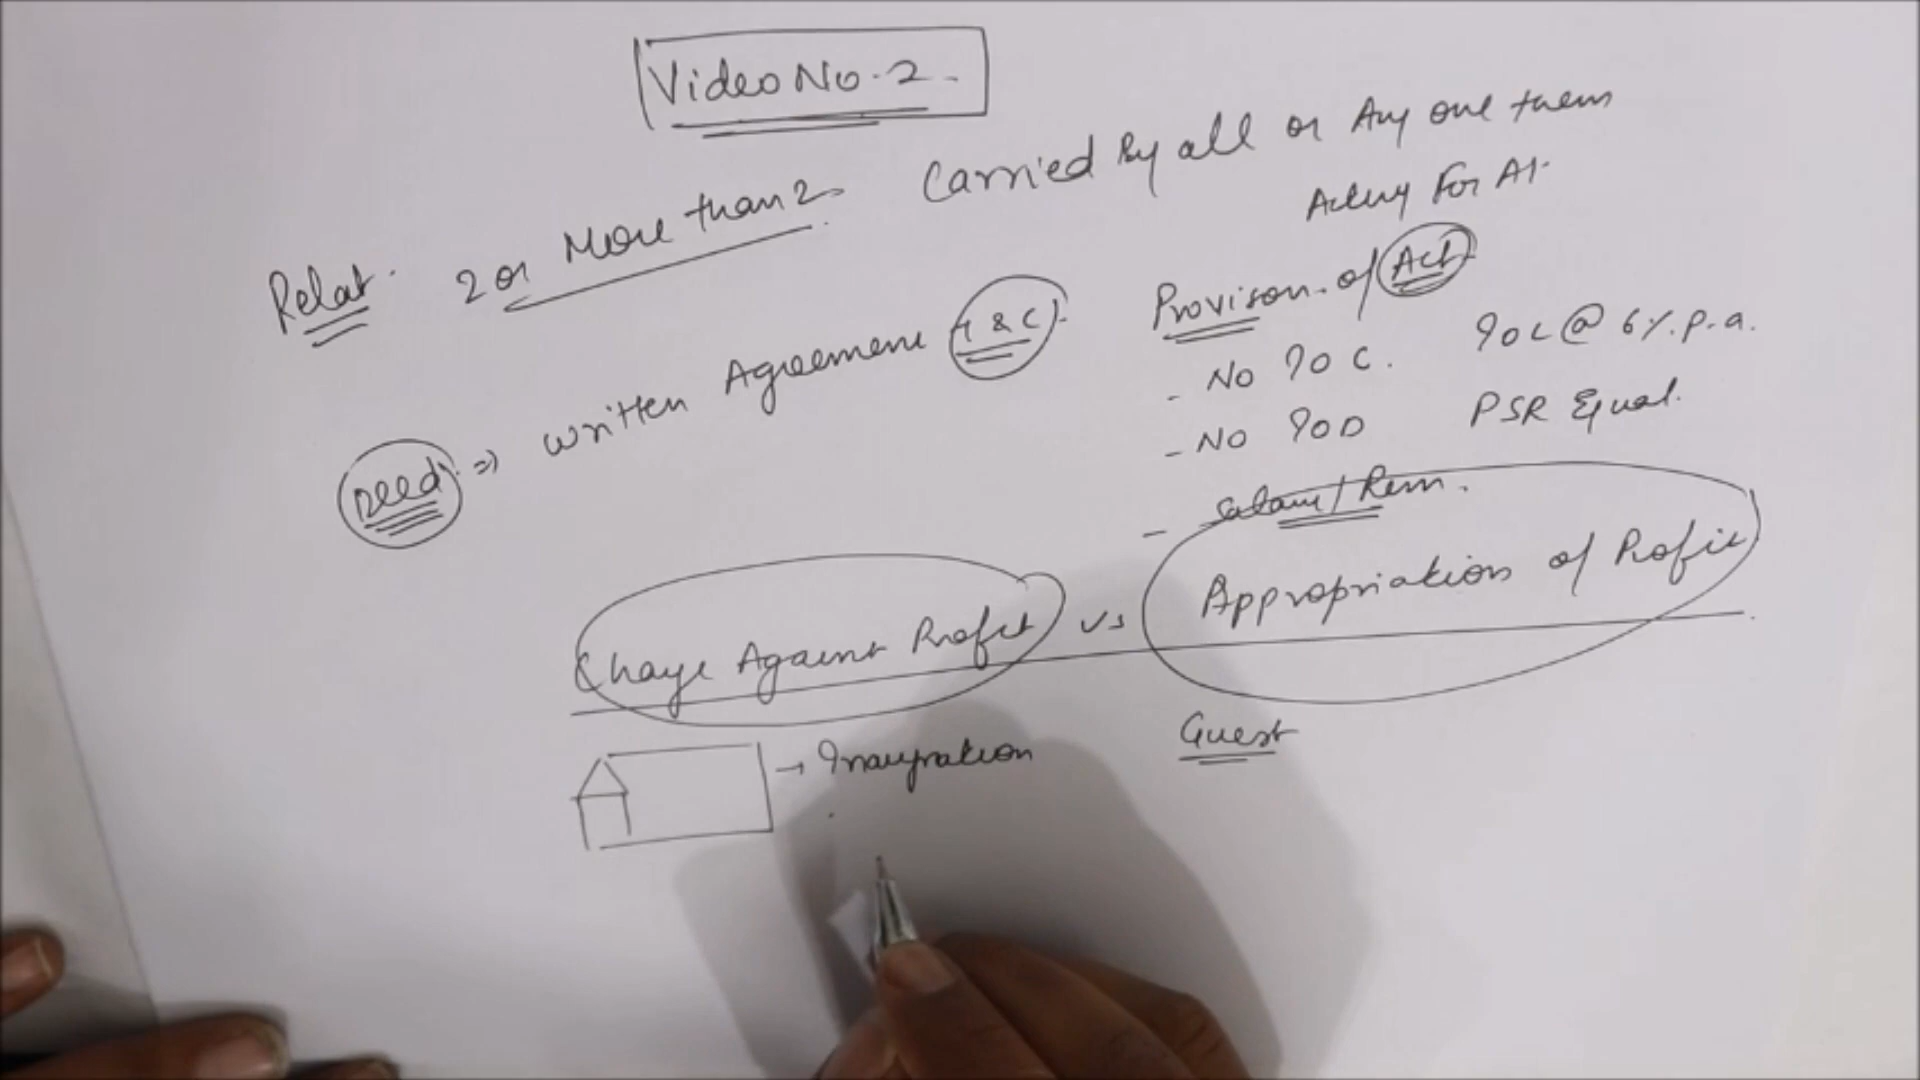 Video No. 2.
Relat. 2 or More than 2 Carried By all or Any one them
Acting For All.
Deed => Written Agreement T & C.
Provison. of Act
- No IOC. IOL @ 6%. p.a.
- No IOD PSR Equal.
- Salary / Rem.
Charge Against Profit vs Appropriation of Profit
→ Inaugration
Guest